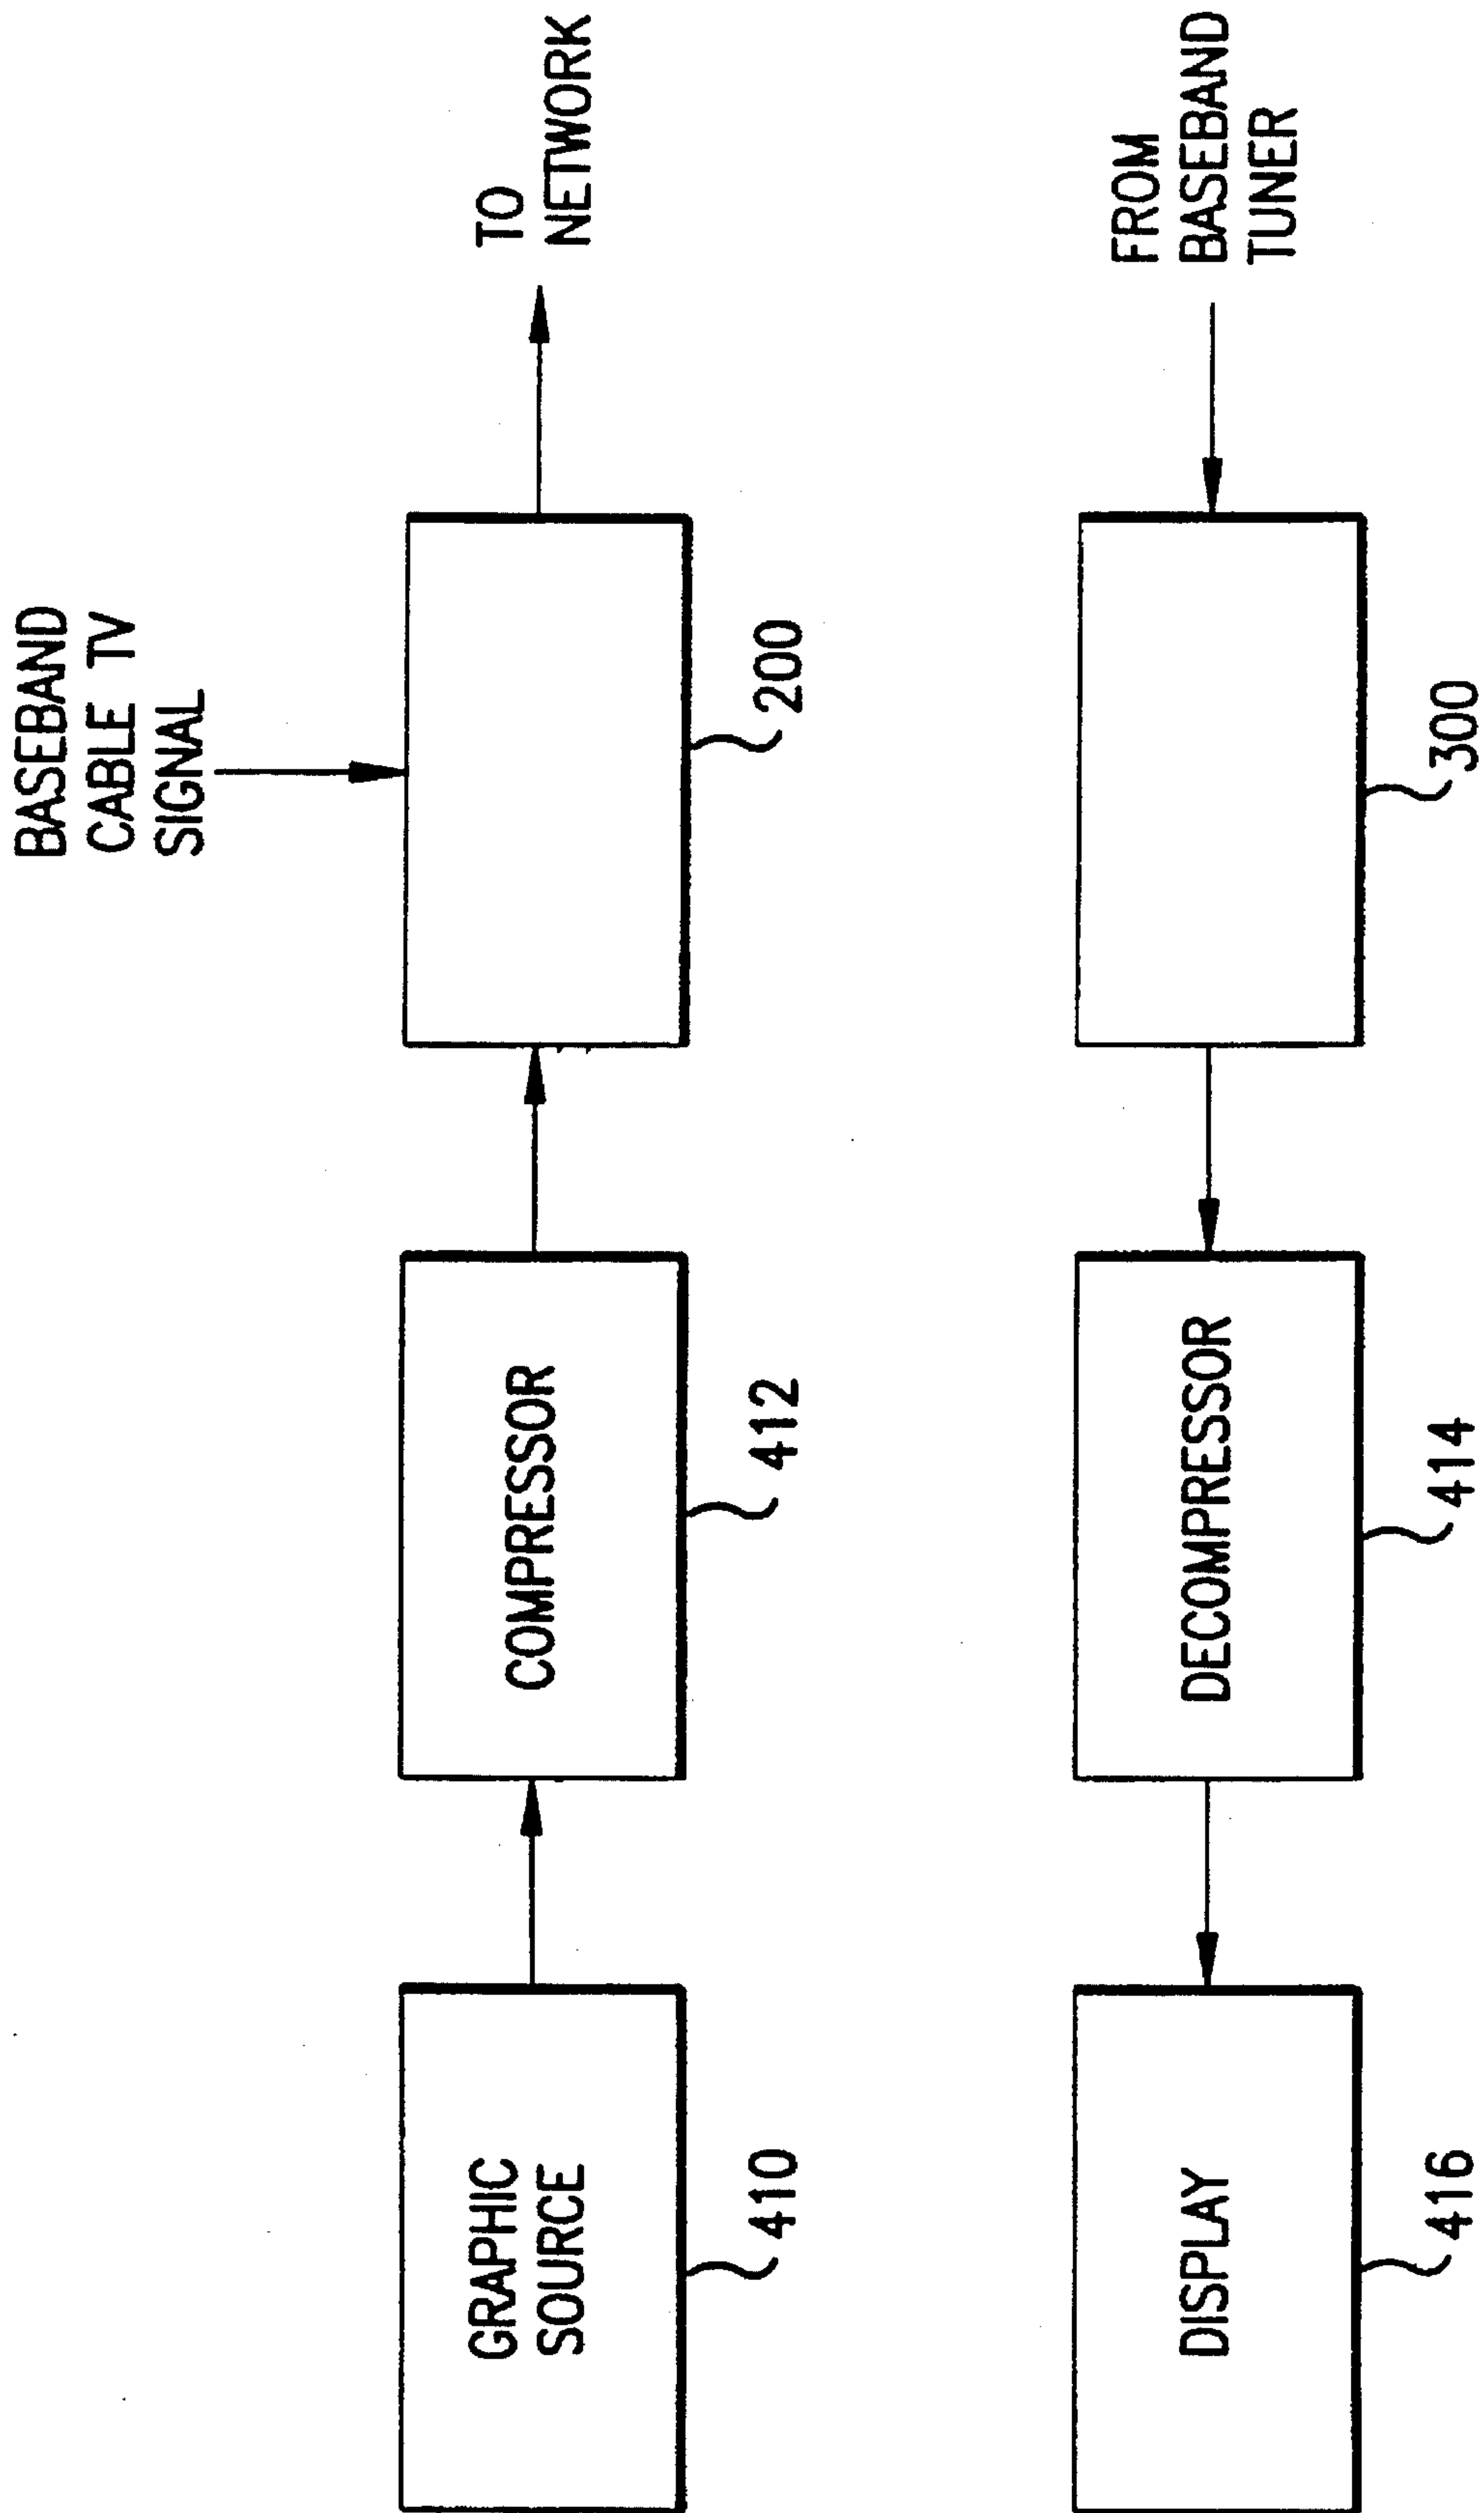 BASEBAND
CABLE TV
SIGNAL
GRAPHIC
SOURCE
410
COMPRESSOR
412
200
TO
NETWORK
DISPLAY
416
DECOMPRESSOR
414
300
FROM
BASEBAND
TUNER